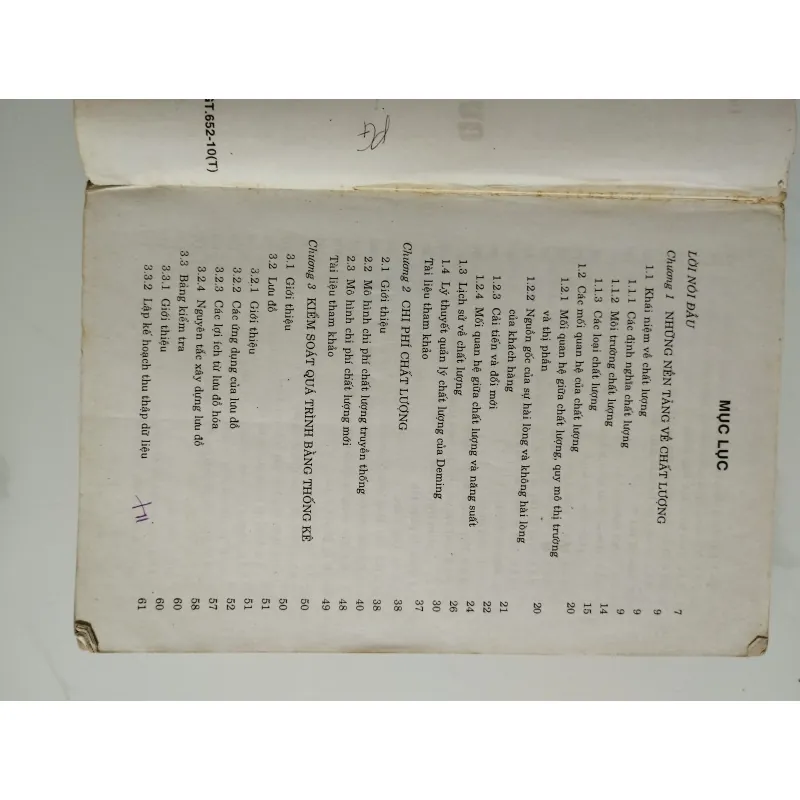 GT.652-10(T)
MỤC LỤC
LỜI NÓI ĐẦU 7
Chương 1 NHỮNG NỀN TẢNG VỀ CHẤT LƯỢNG 9
1.1 Khái niệm về chất lượng 9
1.1.1 Các định nghĩa chất lượng 9
1.1.2 Môi trường chất lượng 9
1.1.3 Các loại chất lượng 14
1.2 Các mối quan hệ của chất lượng 15
1.2.1 Mối quan hệ giữa chất lượng, quy mô thị trường
và thị phần 20
1.2.2 Nguồn gốc của sự hài lòng và không hài lòng
của khách hàng 20
1.2.3 Cải tiến và đổi mới 21
1.2.4 Mối quan hệ giữa chất lượng và năng suất 22
1.3 Lịch sử về chất lượng 24
1.4 Lý thuyết quản lý chất lượng của Deming 26
Tài liệu tham khảo 30
37
Chương 2 CHI PHÍ CHẤT LƯỢNG 38
2.1 Giới thiệu 38
2.2 Mô hình chi phí chất lượng truyền thống 40
2.3 Mô hình chi phí chất lượng mới 48
Tài liệu tham khảo 49
Chương 3 KIỂM SOÁT QUÁ TRÌNH BẰNG THỐNG KÊ 50
3.1 Giới thiệu 50
3.2 Lưu đồ 51
3.2.1 Giới thiệu 51
3.2.2 Các ứng dụng của lưu đồ 52
3.2.3 Các lợi ích từ lưu đồ hóa 57
3.2.4 Nguyên tắc xây dựng lưu đồ 58
3.3 Bảng kiểm tra 60
3.3.1 Giới thiệu 60
3.3.2 Lập kế hoạch thu thập dữ liệu 61